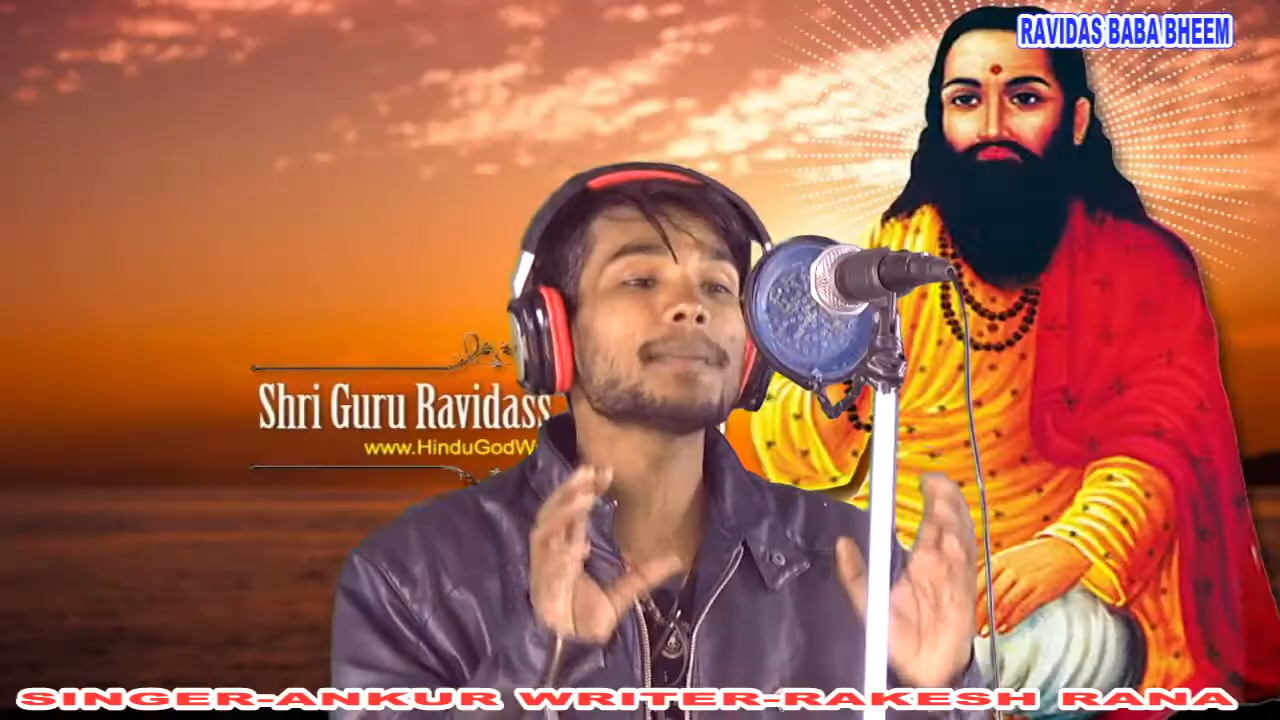 RAVIDAS BABA BHEEM
Shri Guru Ravidass
www.HinduGodW
SINGER-ANKUR WRITER-RAKESH RANA